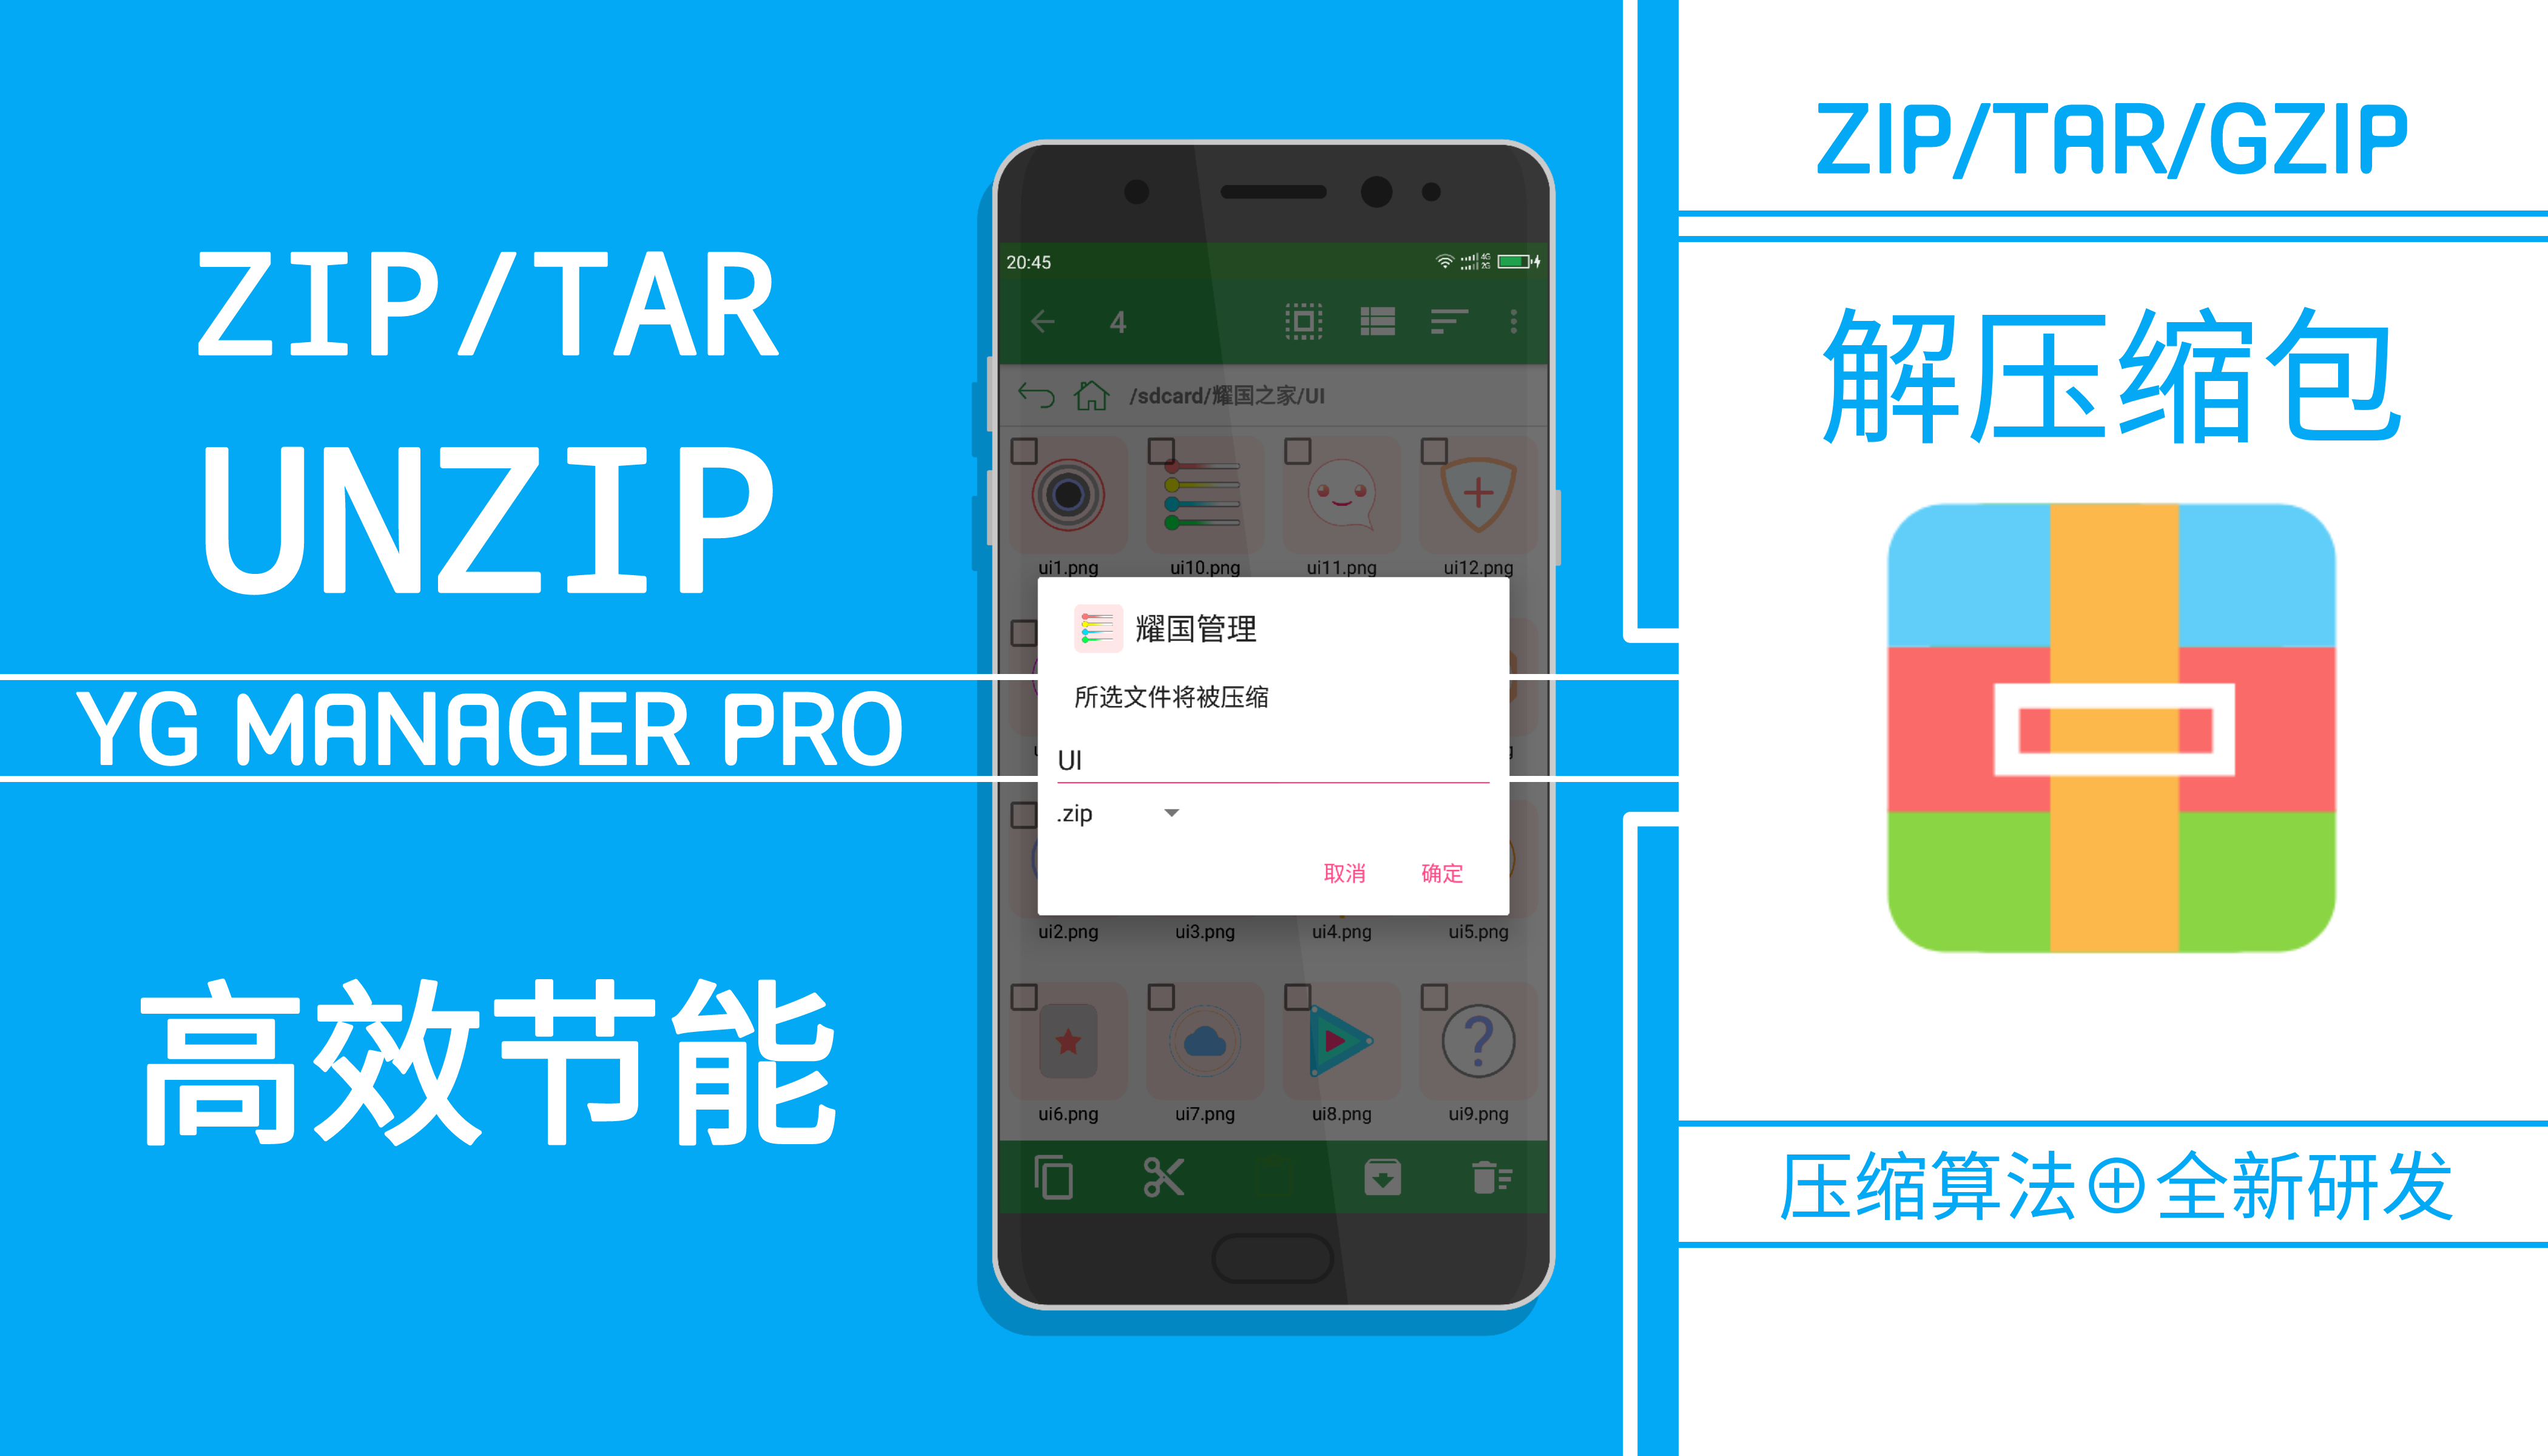 ZIP/TAR
UNZIP
YG MANAGER PRO
高效节能
20:45
4G
2G
4
/sdcard/耀国之家/UI
ui1.png
ui10.png
ui11.png
ui12.png
耀国管理
所选文件将被压缩
UI
.zip
取消
确定
ui2.png
ui3.png
ui4.png
ui5.png
ui6.png
ui7.png
ui8.png
ui9.png
ZIP/TAR/GZIP
解压缩包
压缩算法⊕全新研发